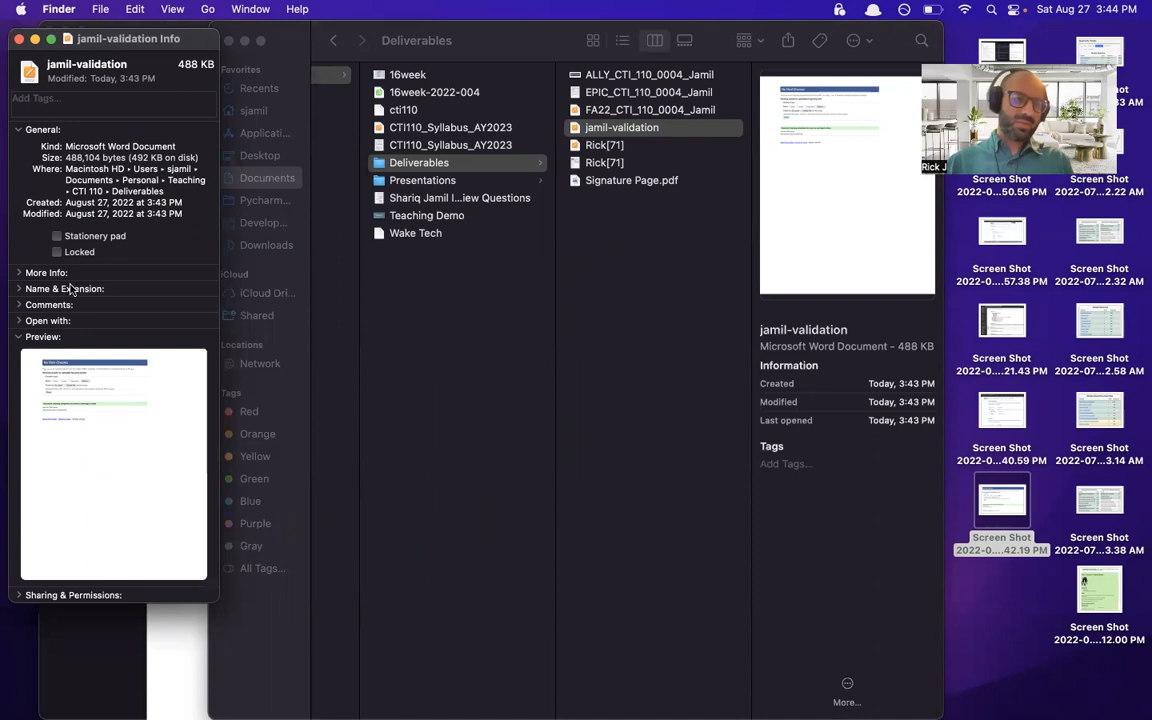 Finder File Edit View Go Window Help
Sat Aug 27 3:44 PM
jamil-validation Info
jamil-validation 488 KB
Modified: Today, 3:43 PM
Add Tags...
General:
Kind: Microsoft Word Document
Size: 488,104 bytes (492 KB on disk)
Where: Macintosh HD ▸ Users ▸ sjamil ▸
Documents ▸ Personal ▸ Teaching
▸ CTI 110 ▸ Deliverables
Created: August 27, 2022 at 3:43 PM
Modified: August 27, 2022 at 3:43 PM
Stationery pad
Locked
More Info:
Name & Extension:
Comments:
Open with:
Preview:
Sharing & Permissions:
Favorites
Recents
sjamil
Applicati...
Desktop
Documents
Pycharm...
Develop...
Downloads
iCloud
iCloud Dri...
Shared
Locations
Network
Tags
Red
Orange
Yellow
Green
Blue
Purple
Gray
All Tags...
Deliverables
16week
16week-2022-004
cti110
CTI110_Syllabus_AY2023
CTI110_Syllabus_AY2023
Deliverables
Presentations
Shariq Jamil I...iew Questions
Teaching Demo
Wake Tech
ALLY_CTI_110_0004_Jamil
EPIC_CTI_110_0004_Jamil
FA22_CTI_110_0004_Jamil
jamil-validation
Rick[71]
Rick[71]
Signature Page.pdf
jamil-validation
Microsoft Word Document - 488 KB
Information
Created Today, 3:43 PM
Modified Today, 3:43 PM
Last opened Today, 3:43 PM
Tags
Add Tags...
More...
Rick J
Screen Shot
2022-0...50.56 PM
Screen Shot
2022-07...2.22 AM
Screen Shot
2022-0....57.38 PM
Screen Shot
2022-07...2.32 AM
Screen Shot
2022-0....21.43 PM
Screen Shot
2022-07...2.58 AM
Screen Shot
2022-0...40.59 PM
Screen Shot
2022-07...3.14 AM
Screen Shot
2022-0....42.19 PM
Screen Shot
2022-07...3.38 AM
Screen Shot
2022-0....12.00 PM